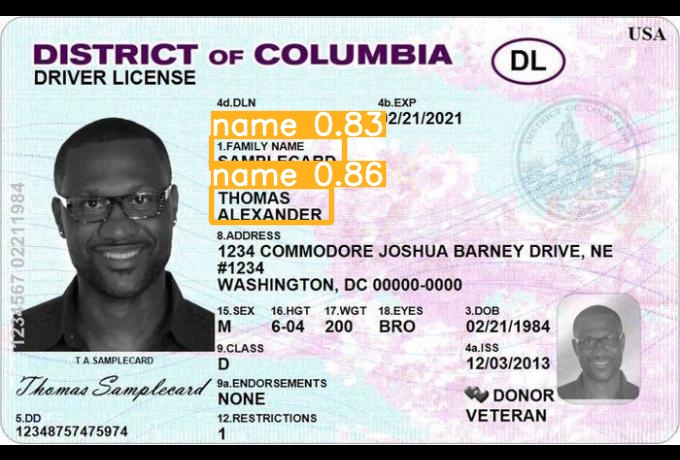 USA
DISTRICT OF COLUMBIA
DL
DRIVER LICENSE
4d.DLN
4b.EXP
2/21/2021
name 0.83
1.FAMILY NAME
SAMPLECARD
name 0.86
THOMAS
ALEXANDER
8.ADDRESS
1234 COMMODORE JOSHUA BARNEY DRIVE, NE
#1234
WASHINGTON, DC 00000-0000
15.SEX 16.HGT 17.WGT 18.EYES 3.DOB
M 6-04 200 BRO 02/21/1984
9.CLASS 4a.ISS
D 12/03/2013
9a.ENDORSEMENTS
NONE
DONOR
VETERAN
12.RESTRICTIONS
1
1234567 02211984
T A SAMPLECARD
Thomas Samplecard
5.DD
12348757475974